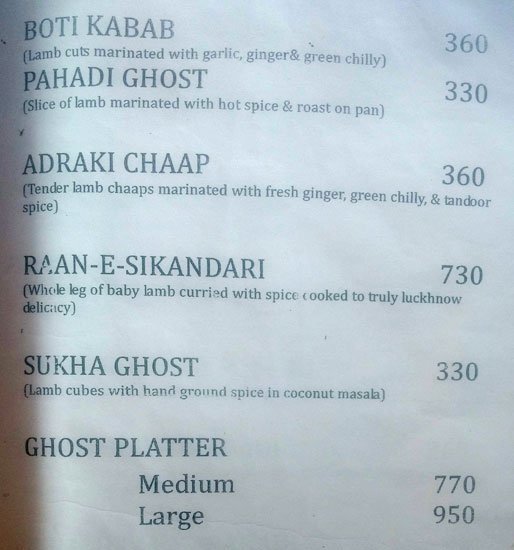 BOTI KABAB 360
(Lamb cuts marinated with garlic, ginger& green chilly)
PAHADI GHOST 330
(Slice of lamb marinated with hot spice & roast on pan)
ADRAKI CHAAP 360
(Tender lamb chaaps marinated with fresh ginger, green chilly, & tandoor
spice)
RAAN-E-SIKANDARI 730
(Whole leg of baby lamb curried with spice cooked to truly luckhnow
delicacy)
SUKHA GHOST 330
(Lamb cubes with hand ground spice in coconut masala)
GHOST PLATTER
Medium 770
Large 950